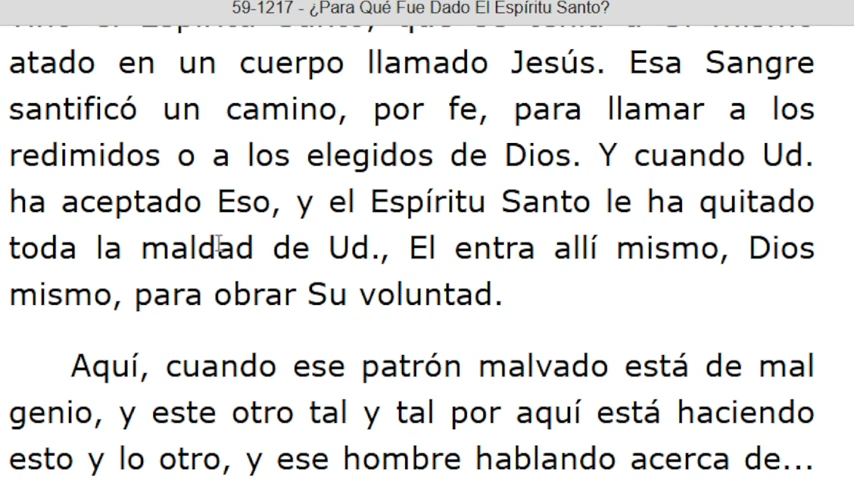 59-1217 - ¿Para Qué Fue Dado El Espíritu Santo?
atado en un cuerpo llamado Jesús. Esa Sangre
santificó un camino, por fe, para llamar a los
redimidos o a los elegidos de Dios. Y cuando Ud.
ha aceptado Eso, y el Espíritu Santo le ha quitado
toda la maldad de Ud., El entra allí mismo, Dios
mismo, para obrar Su voluntad.
Aquí, cuando ese patrón malvado está de mal
genio, y este otro tal y tal por aquí está haciendo
esto y lo otro, y ese hombre hablando acerca de...